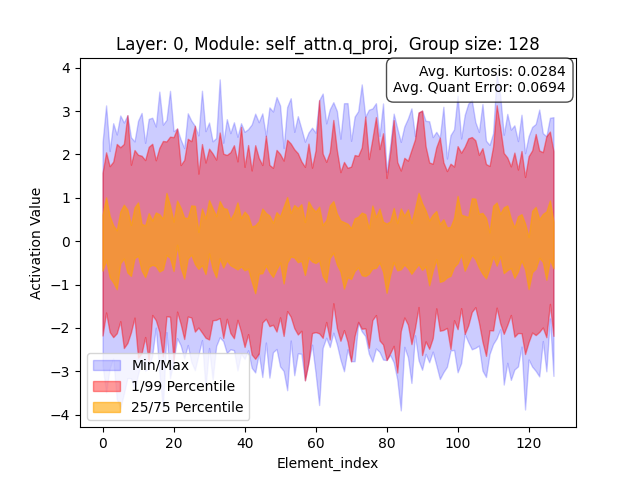 Layer: 0, Module: self_attn.q_proj,  Group size: 128
Avg. Kurtosis: 0.0284
Avg. Quant Error: 0.0694
Activation Value
4
3
2
1
0
−1
−2
−3
−4
Min/Max
1/99 Percentile
25/75 Percentile
0 20 40 60 80 100 120
Element_index